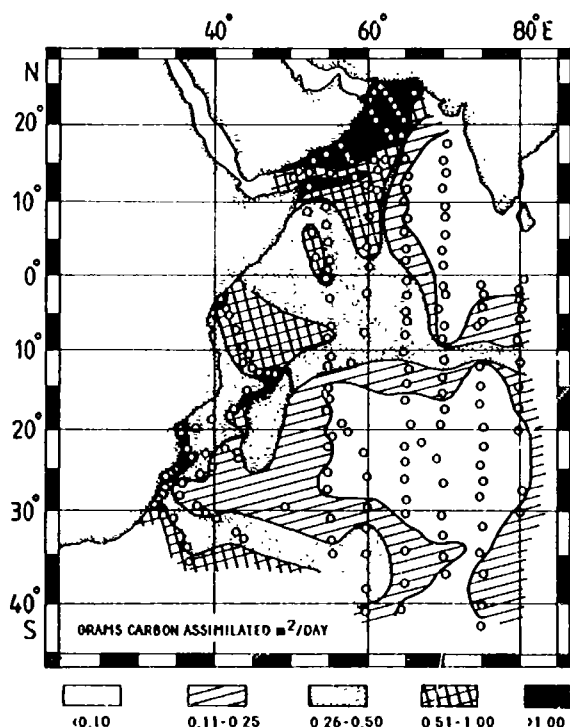 40° 60° 80° E
N
20°
10°
0°
10°
20°
30°
40°
S
GRAMS CARBON ASSIMILATED m²/DAY
<0.10 0.11-0.25 0.26-0.50 0.51-1.00 >1.00